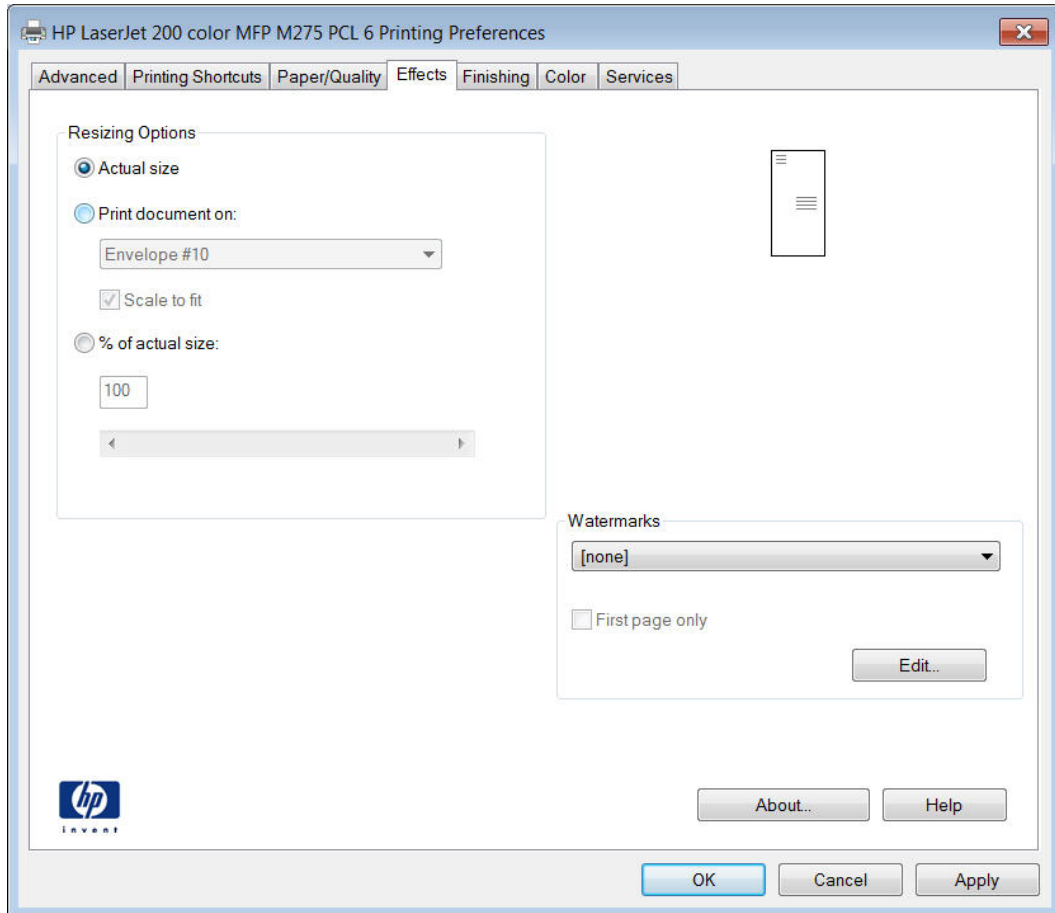 HP LaserJet 200 color MFP M275 PCL 6 Printing Preferences
Advanced Printing Shortcuts Paper/Quality Effects Finishing Color Services
Resizing Options
Actual size
Print document on:
Envelope #10
Scale to fit
% of actual size:
100
Watermarks
[none]
First page only
Edit...
hp
invent
About...
Help
OK
Cancel
Apply